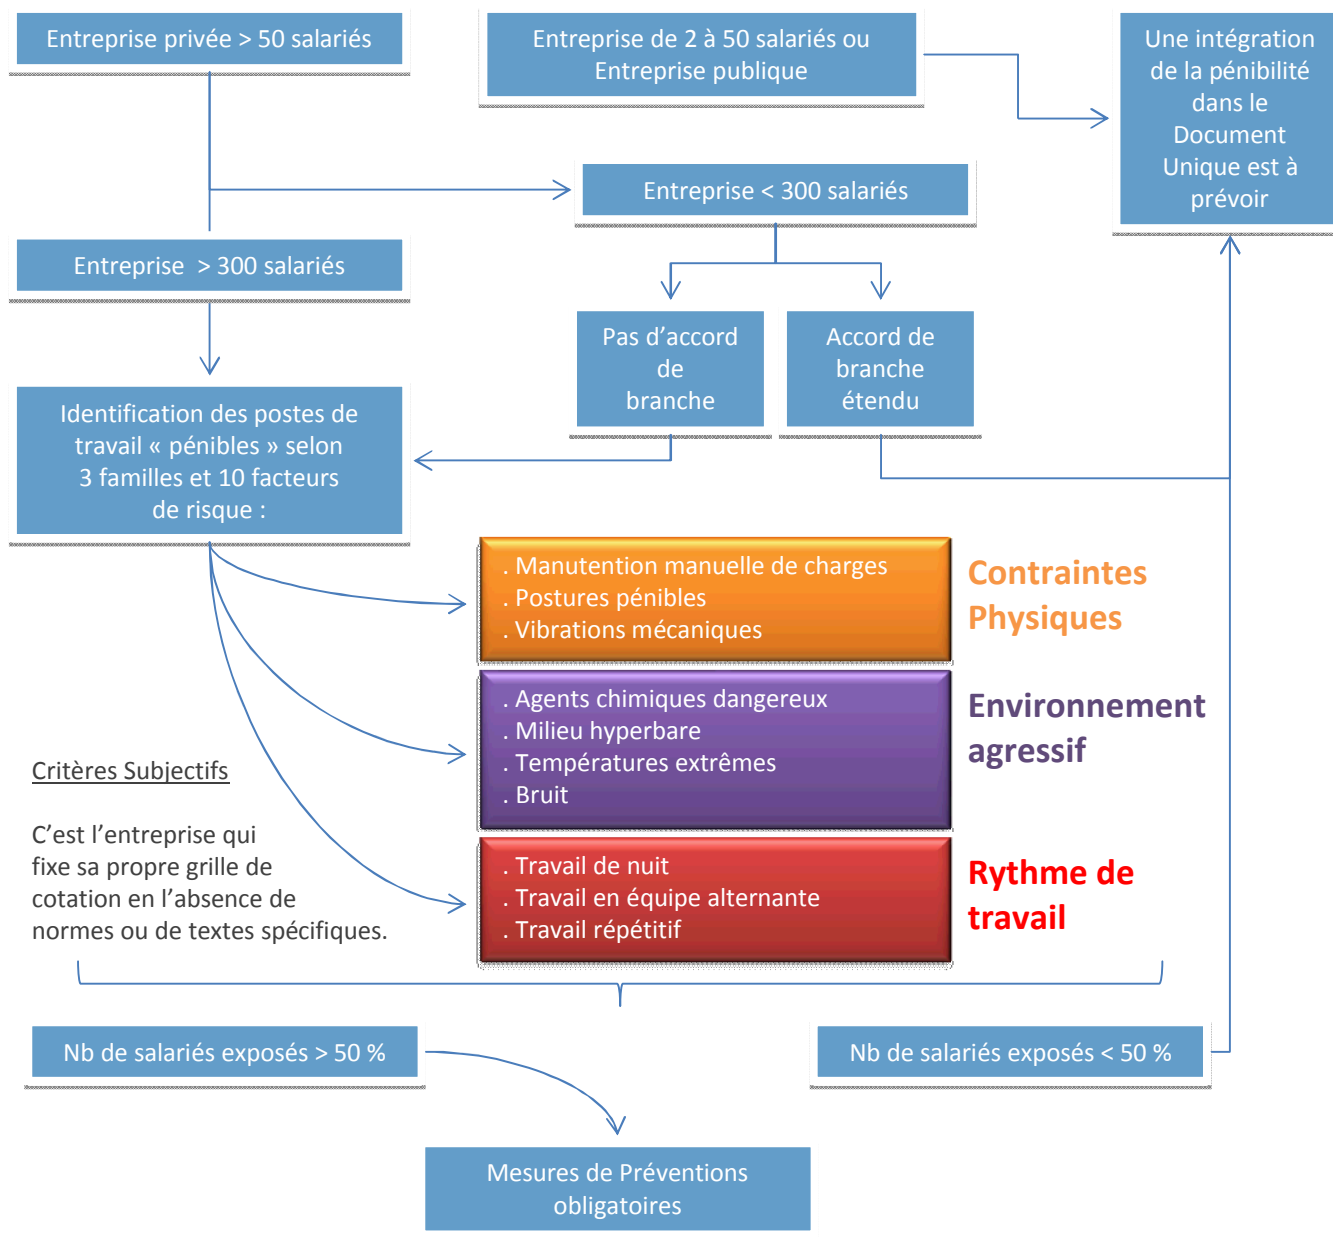 Entreprise privée > 50 salariés
Entreprise de 2 à 50 salariés ou
Entreprise publique
Une intégration
de la pénibilité
dans le
Document
Unique est à
prévoir
Entreprise < 300 salariés
Entreprise > 300 salariés
Pas d’accord
de
branche
Accord de
branche
étendu
Identification des postes de
travail « pénibles » selon
3 familles et 10 facteurs
de risque :
. Manutention manuelle de charges
. Postures pénibles
. Vibrations mécaniques
Contraintes
Physiques
. Agents chimiques dangereux
. Milieu hyperbare
. Températures extrêmes
. Bruit
Environnement
agressif
Critères Subjectifs
C’est l’entreprise qui
fixe sa propre grille de
cotation en l’absence de
normes ou de textes spécifiques.
. Travail de nuit
. Travail en équipe alternante
. Travail répétitif
Rythme de
travail
Nb de salariés exposés > 50 %
Nb de salariés exposés < 50 %
Mesures de Préventions
obligatoires